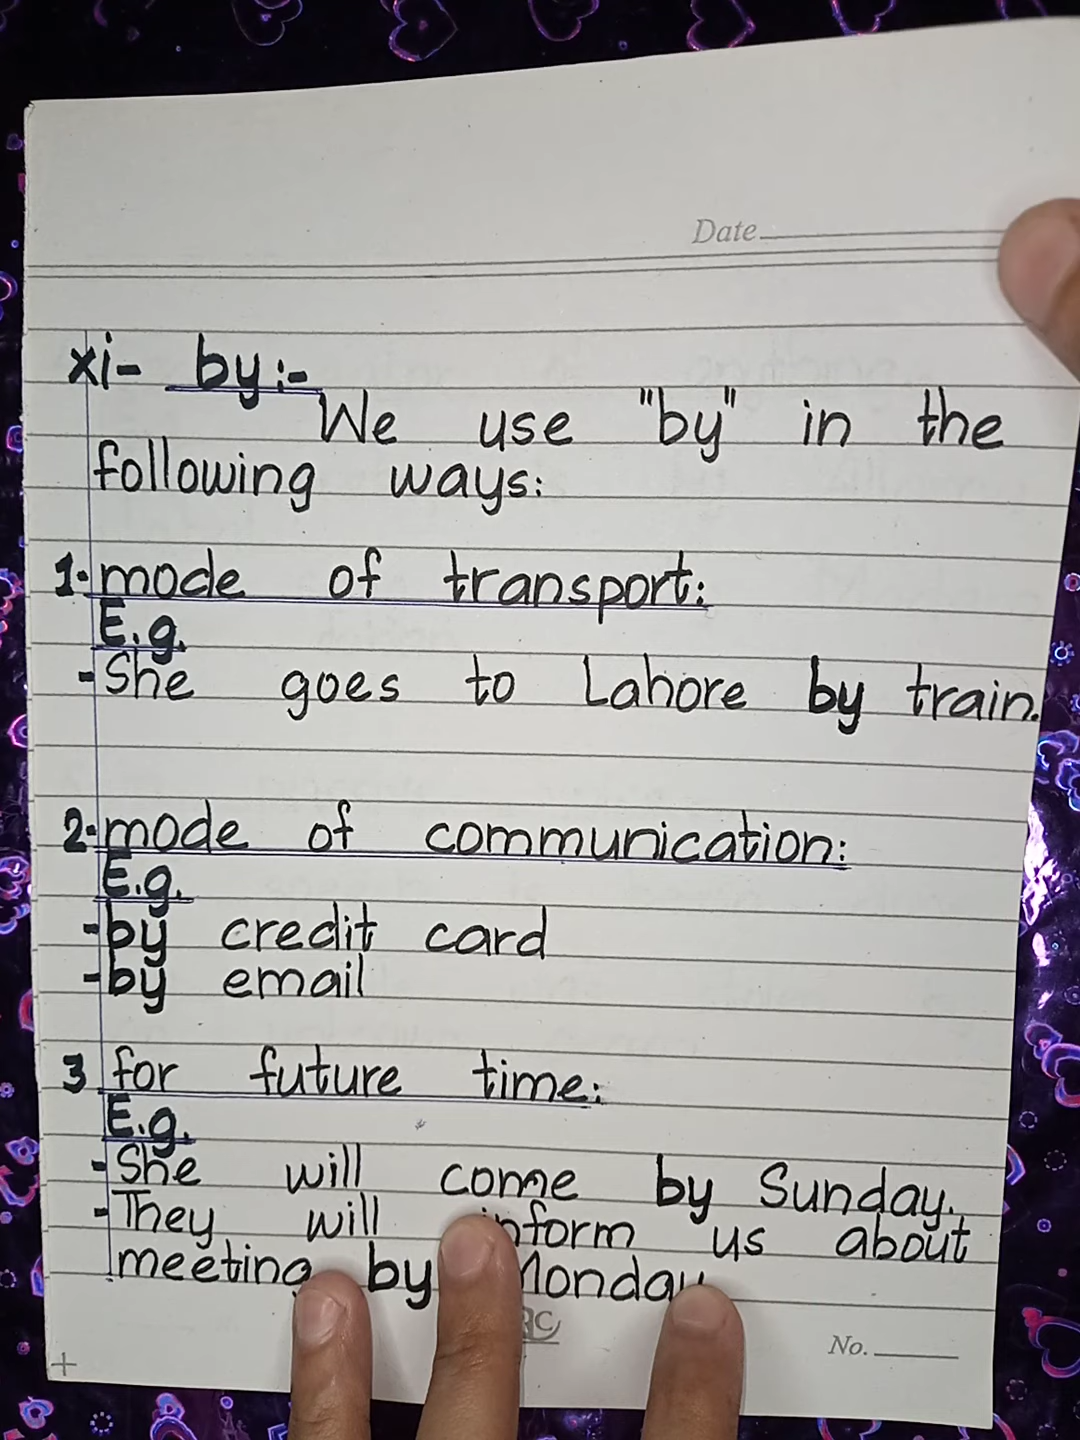 Date
xi- by:-
We use "by" in the
following ways:
1. mode of transport:
E.g.
- She goes to Lahore by train.
2. mode of communication:
E.g.
- by credit card
- by email
3 for future time:
E.g.
- She will come by Sunday.
- They will inform us about
meeting by Monday
No.